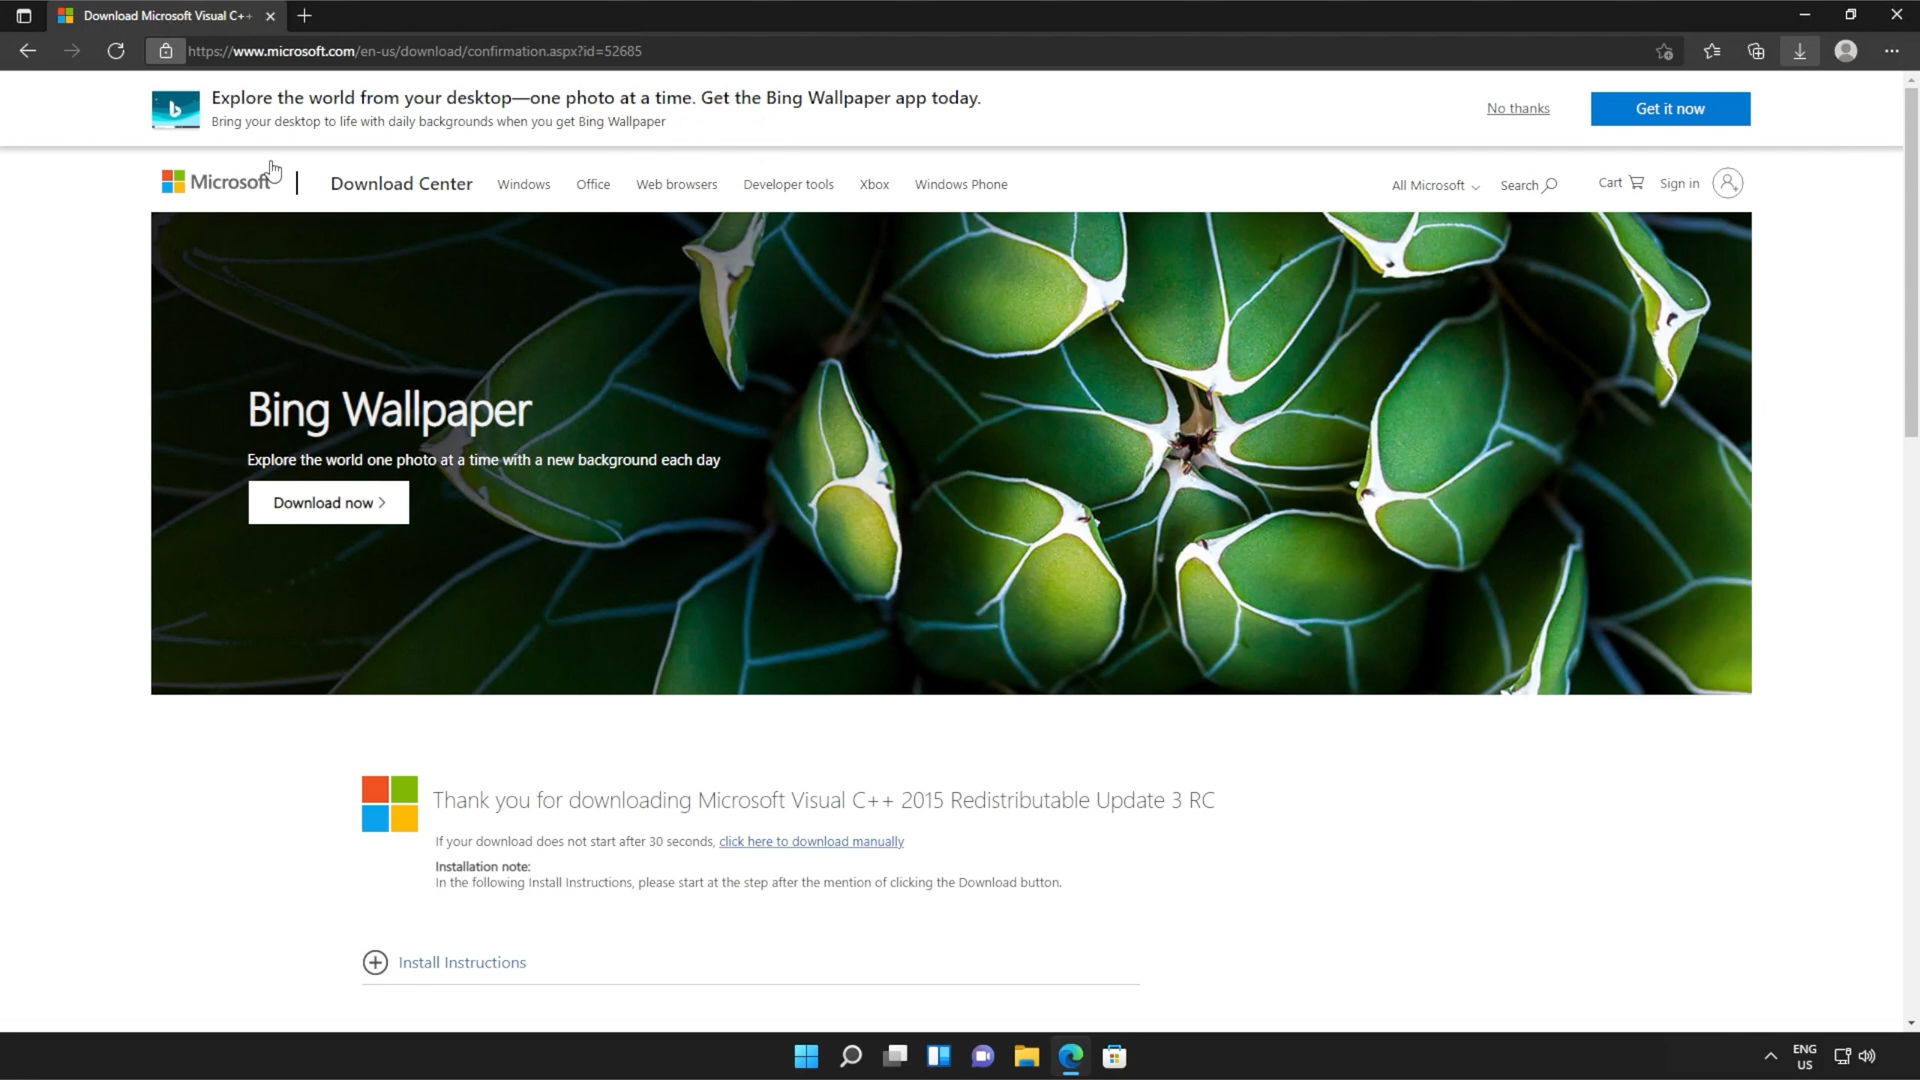 Download Microsoft Visual C++
https://www.microsoft.com/en-us/download/confirmation.aspx?id=52685
Explore the world from your desktop—one photo at a time. Get the Bing Wallpaper app today.
Bring your desktop to life with daily backgrounds when you get Bing Wallpaper
No thanks
Get it now
Microsoft
Download Center
Windows
Office
Web browsers
Developer tools
Xbox
Windows Phone
All Microsoft
Search
Cart
Sign in
Bing Wallpaper
Explore the world one photo at a time with a new background each day
Download now >
Thank you for downloading Microsoft Visual C++ 2015 Redistributable Update 3 RC
If your download does not start after 30 seconds, click here to download manually
Installation note:
In the following Install Instructions, please start at the step after the mention of clicking the Download button.
Install Instructions
ENG
US